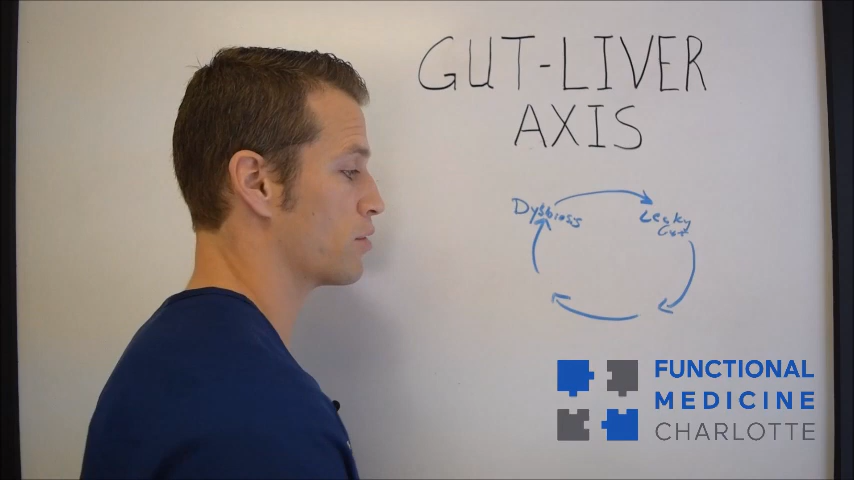 GUT-LIVER
AXIS
Dysbiosis
Leaky
Gut
FUNCTIONAL
MEDICINE
CHARLOTTE